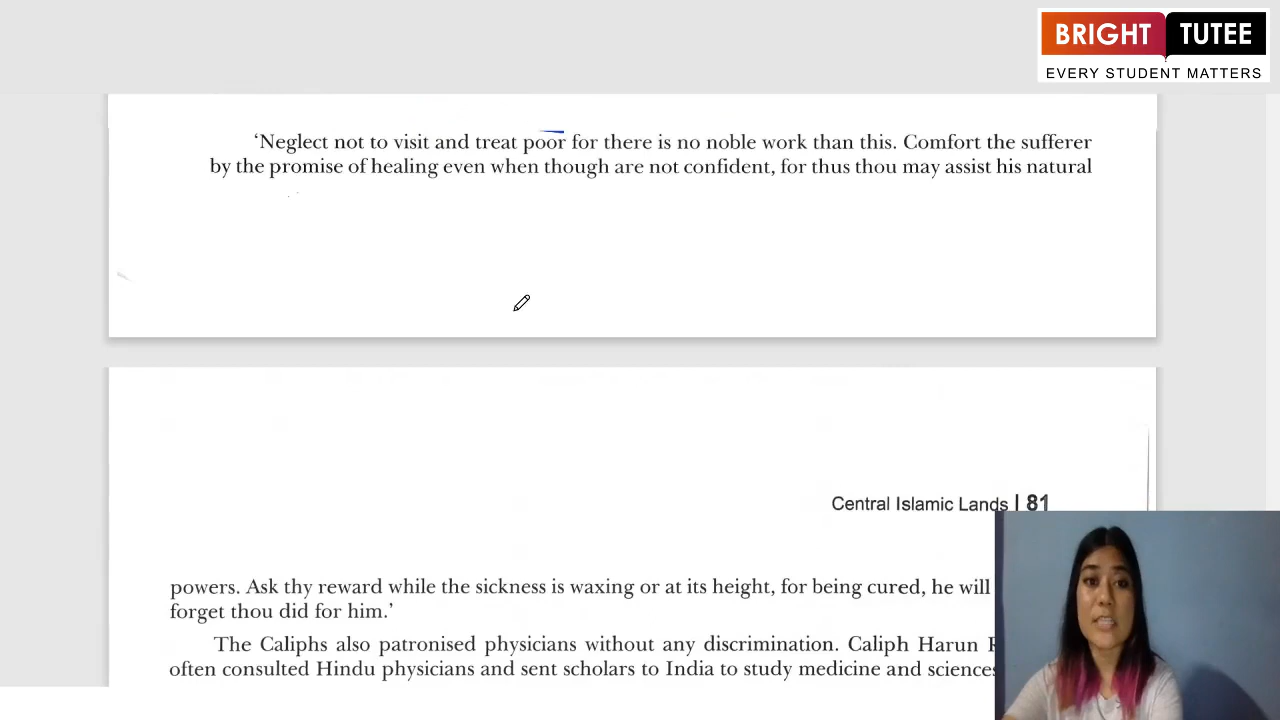 BRIGHT TUTEE
EVERY STUDENT MATTERS
‘Neglect not to visit and treat poor for there is no noble work than this. Comfort the sufferer
by the promise of healing even when though are not confident, for thus thou may assist his natural
Central Islamic Lands | 81
powers. Ask thy reward while the sickness is waxing or at its height, for being cured, he will
forget thou did for him.’
The Caliphs also patronised physicians without any discrimination. Caliph Harun
often consulted Hindu physicians and sent scholars to India to study medicine and sciences